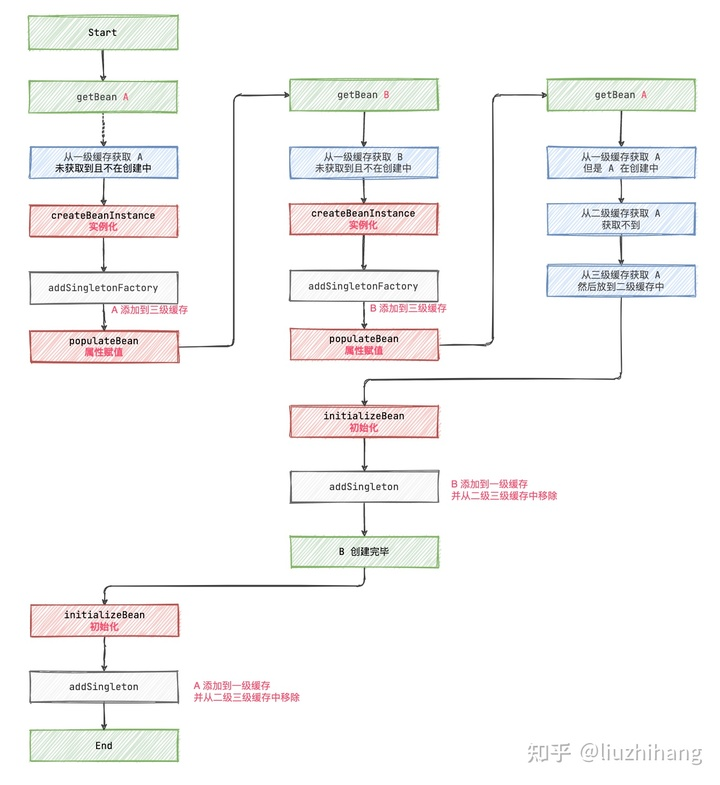 Start
getBean A
从一级缓存获取 A
未获取到且不在创建中
createBeanInstance
实例化
addSingletonFactory
A 添加到三级缓存
populateBean
属性赋值
getBean B
从一级缓存获取 B
未获取到且不在创建中
createBeanInstance
实例化
addSingletonFactory
B 添加到三级缓存
populateBean
属性赋值
getBean A
从一级缓存获取 A
但是 A 在创建中
从二级缓存获取 A
获取不到
从三级缓存获取 A
然后放到二级缓存中
initializeBean
初始化
addSingleton
B 添加到一级缓存
并从二级三级缓存中移除
B 创建完毕
initializeBean
初始化
addSingleton
A 添加到一级缓存
并从二级三级缓存中移除
End
知乎 @liuzhihang